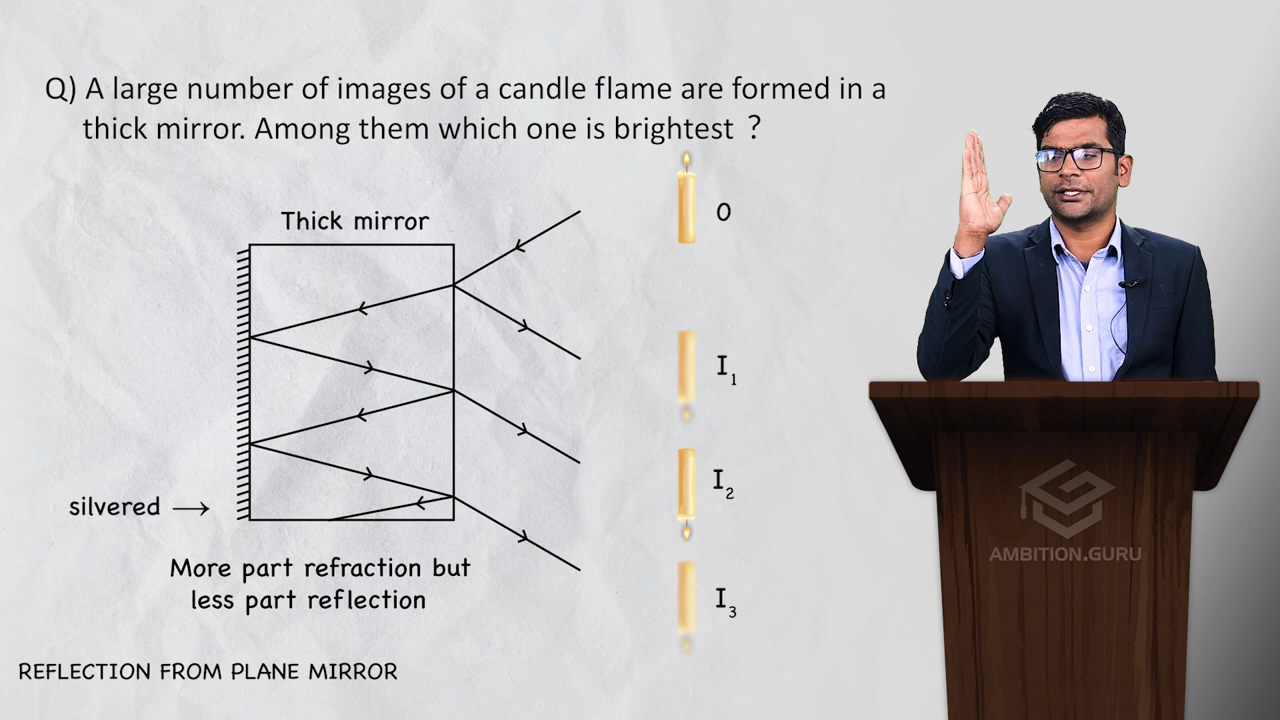 Q) A large number of images of a candle flame are formed in a
thick mirror. Among them which one is brightest ?
Thick mirror
O
I₁
I₂
silvered →
More part refraction but
less part reflection
I₃
REFLECTION FROM PLANE MIRROR
AMBITION.GURU